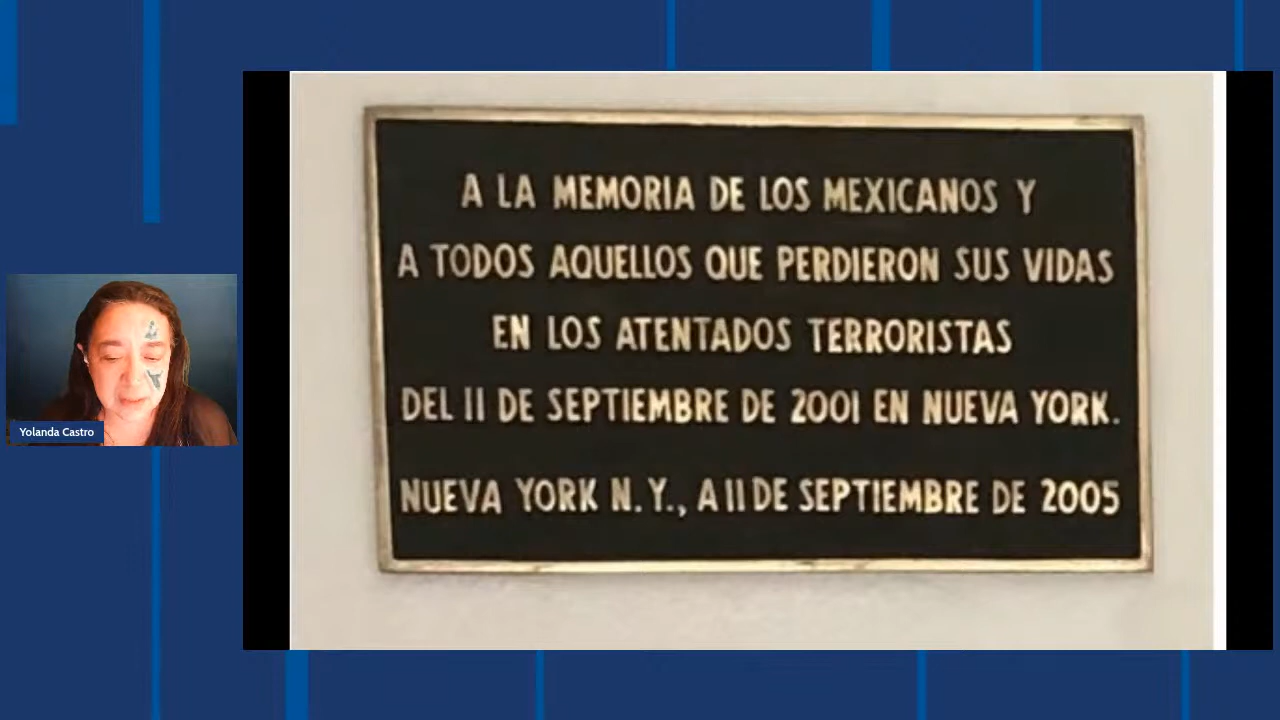 A LA MEMORIA DE LOS MEXICANOS Y
A TODOS AQUELLOS QUE PERDIERON SUS VIDAS
EN LOS ATENTADOS TERRORISTAS
DEL 11 DE SEPTIEMBRE DE 2001 EN NUEVA YORK.
NUEVA YORK N.Y., A 11 DE SEPTIEMBRE DE 2005
Yolanda Castro